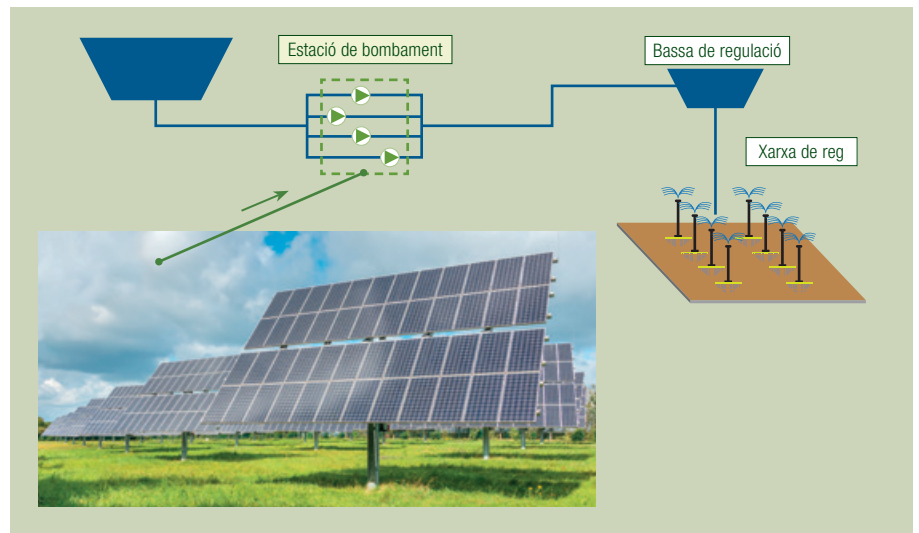 Estació de bombament
Bassa de regulació
Xarxa de reg